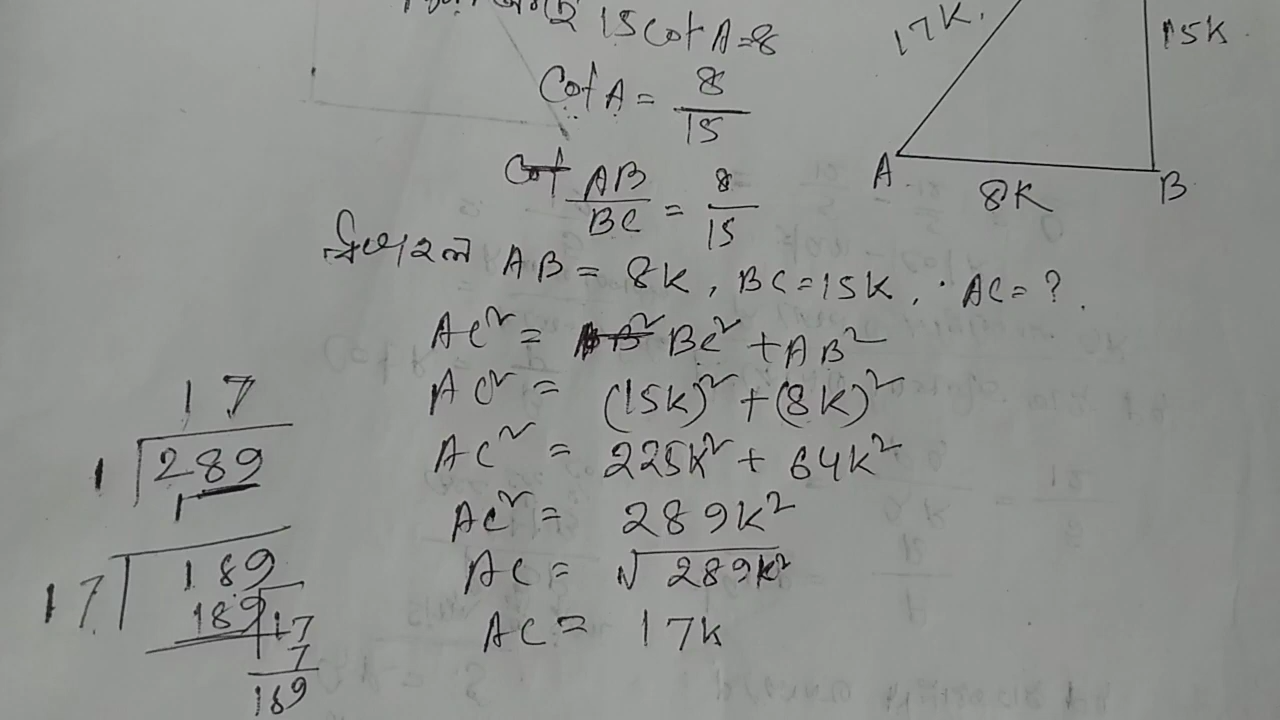 15 Cot A = 8
17K.
15K
Cot A = 8/15
AB/BC = 8/15
A
8K
B
AB = 8K, BC = 15K, AC = ?
AC² = BC² + AB²
AC² = (15K)² + (8K)²
AC² = 225K² + 64K²
AC² = 289K²
AC = √289K²
AC = 17K
17
1 289
1
17 189
189
17
7
189